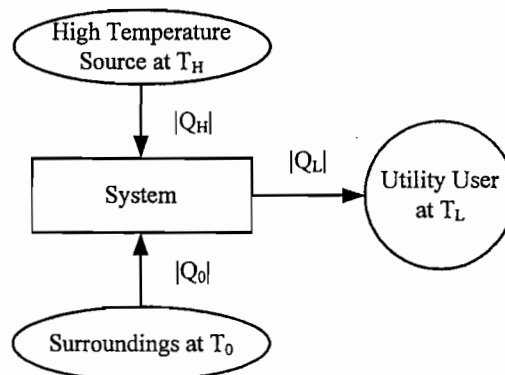 High Temperature
Source at T_H
|Q_H|
System
|Q_L|
Utility User
at T_L
|Q_0|
Surroundings at T_0